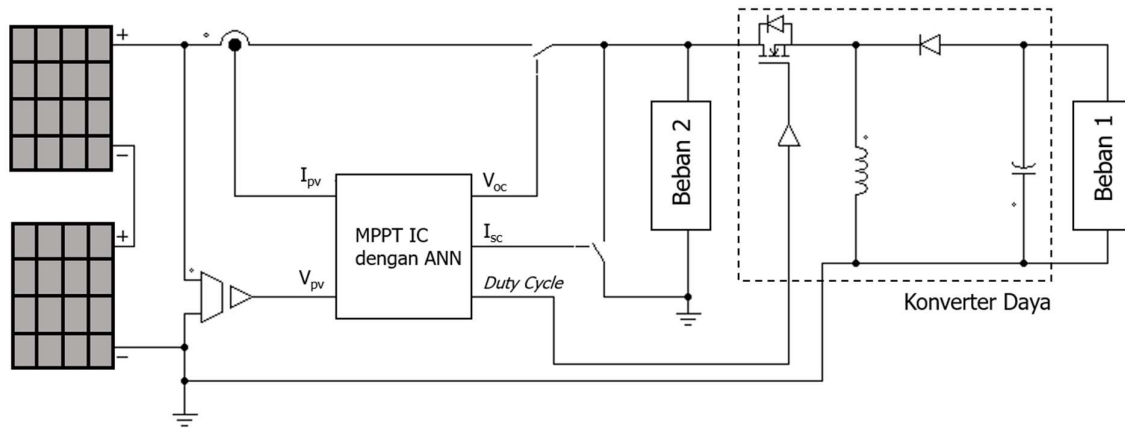 +
−
+
−
I_pv
V_pv
MPPT IC
dengan ANN
V_oc
I_sc
Duty Cycle
Beban 2
Beban 1
Konverter Daya